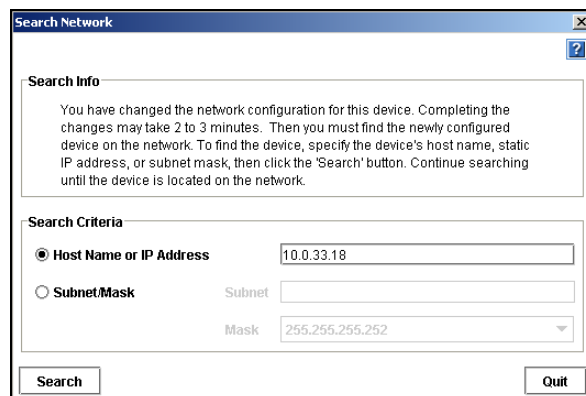 Search Network
?
Search Info
You have changed the network configuration for this device. Completing the
changes may take 2 to 3 minutes. Then you must find the newly configured
device on the network. To find the device, specify the device's host name, static
IP address, or subnet mask, then click the 'Search' button. Continue searching
until the device is located on the network.
Search Criteria
Host Name or IP Address 10.0.33.18
Subnet/Mask Subnet
Mask 255.255.255.252
Search Quit